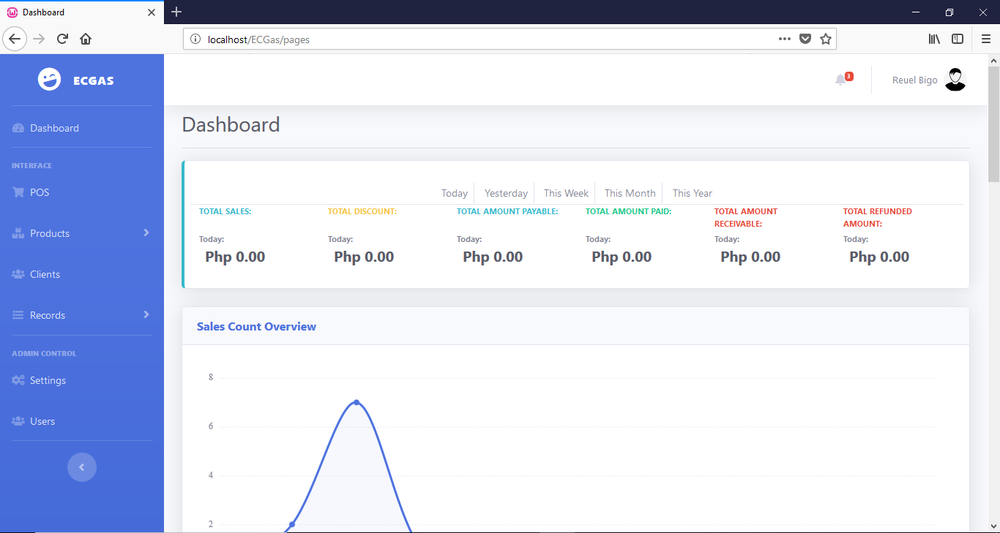 Dashboard
localhost/ECGas/pages
ECGAS
3
Reuel Bigo
Dashboard
INTERFACE
POS
Products
Clients
Records
ADMIN CONTROL
Settings
Users
Dashboard
Today Yesterday This Week This Month This Year
TOTAL SALES:
Today:
Php 0.00
TOTAL DISCOUNT:
Today:
Php 0.00
TOTAL AMOUNT PAYABLE:
Today:
Php 0.00
TOTAL AMOUNT PAID:
Today:
Php 0.00
TOTAL AMOUNT
RECEIVABLE:
Today:
Php 0.00
TOTAL REFUNDED
AMOUNT:
Today:
Php 0.00
Sales Count Overview
8
6
4
2